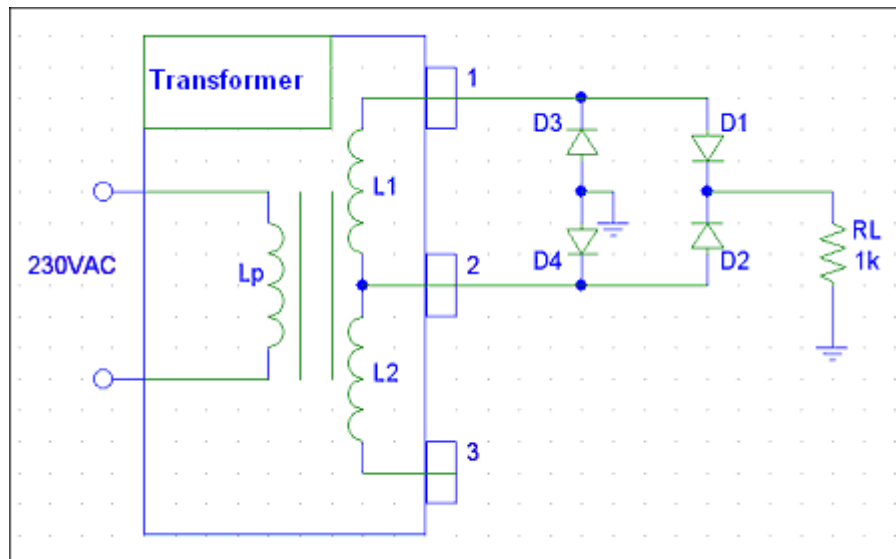 Transformer
1
D3
D1
L1
230VAC
Lp
2
D4
D2
RL
1k
L2
3